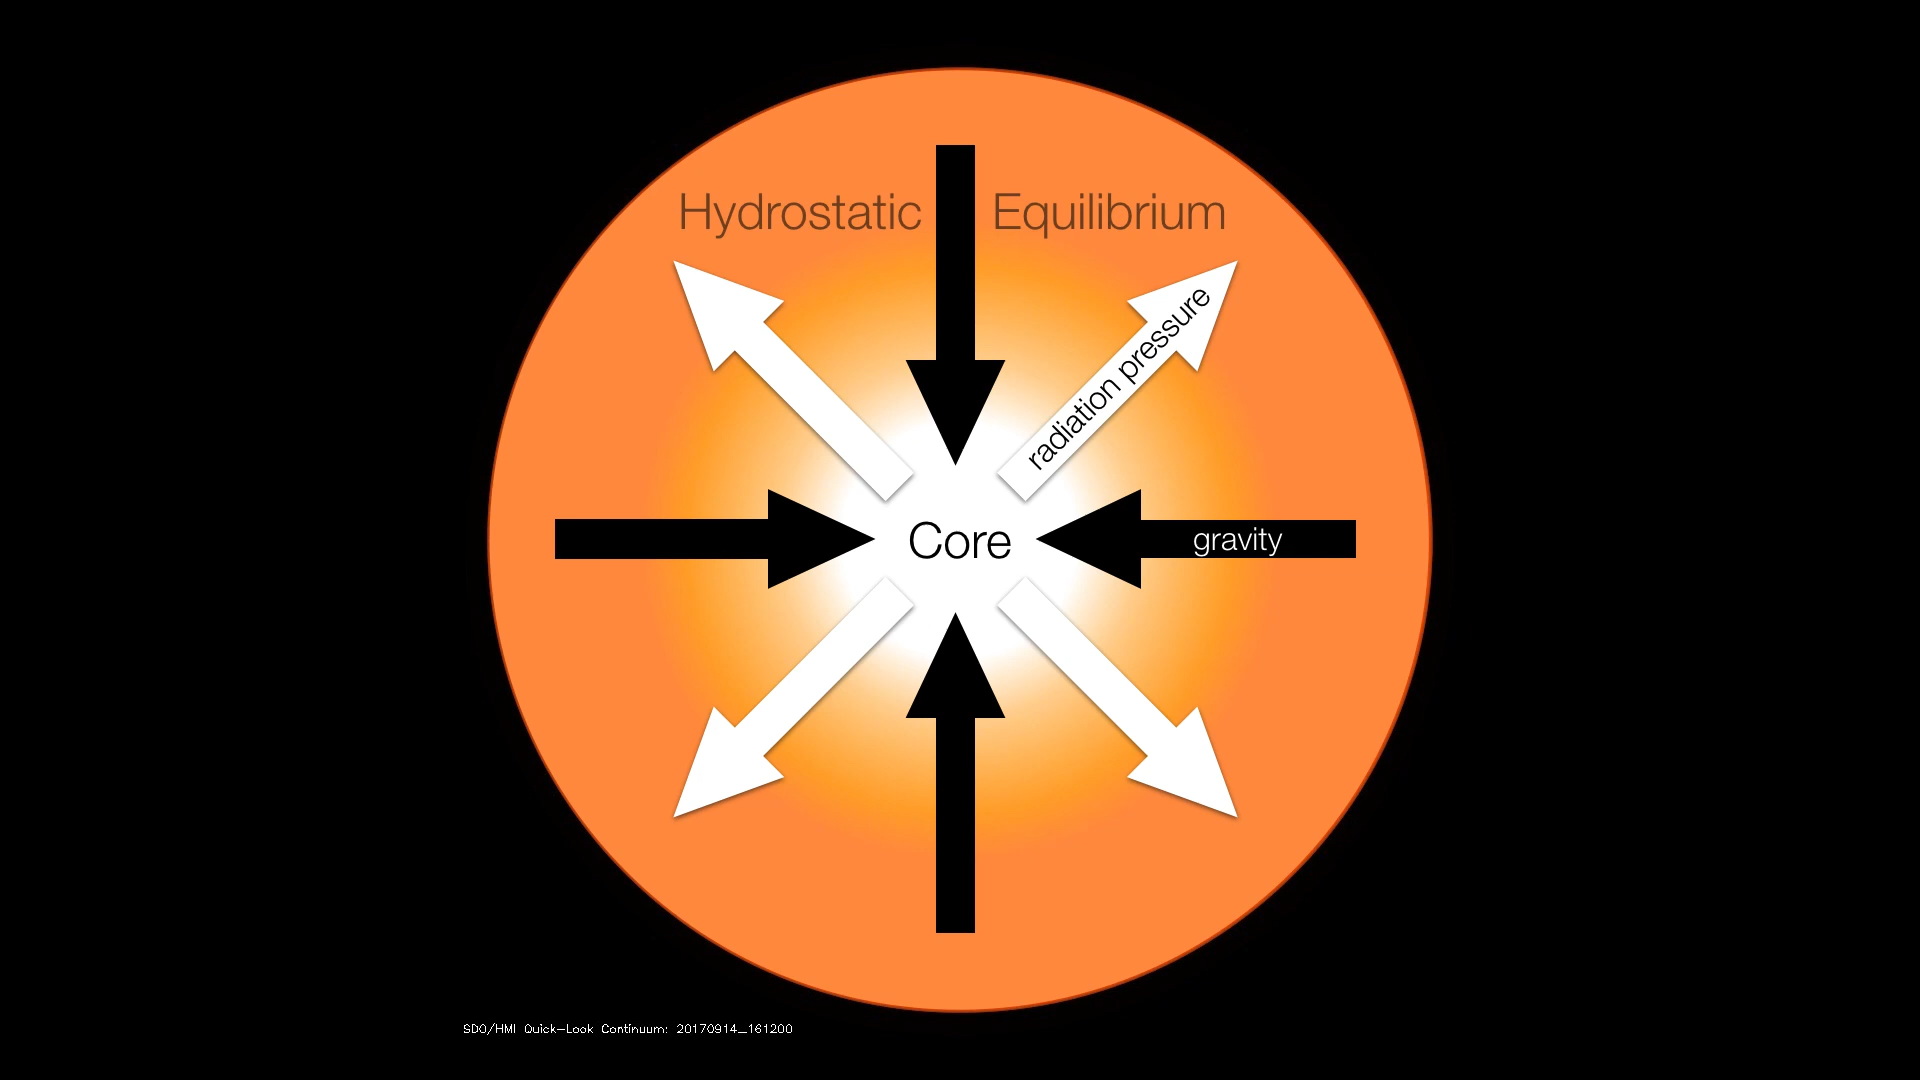 Hydrostatic Equilibrium
radiation pressure
Core
gravity
SDO/HMI Quick-Look Continuum: 20170914_161200